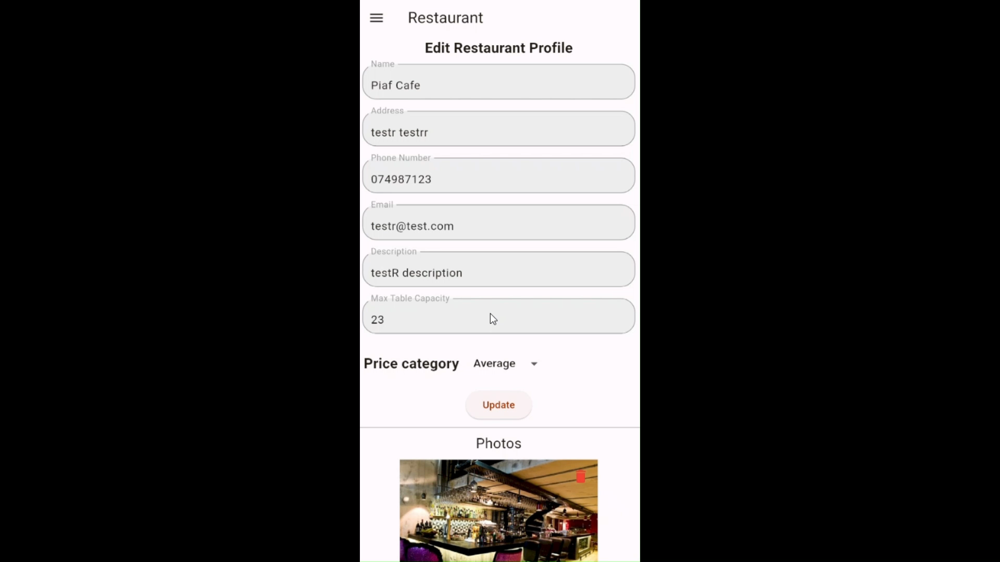 Restaurant
Edit Restaurant Profile
Name
Piaf Cafe
Address
testr testrr
Phone Number
074987123
Email
testr@test.com
Description
testR description
Max Table Capacity
23
Price category Average
Update
Photos